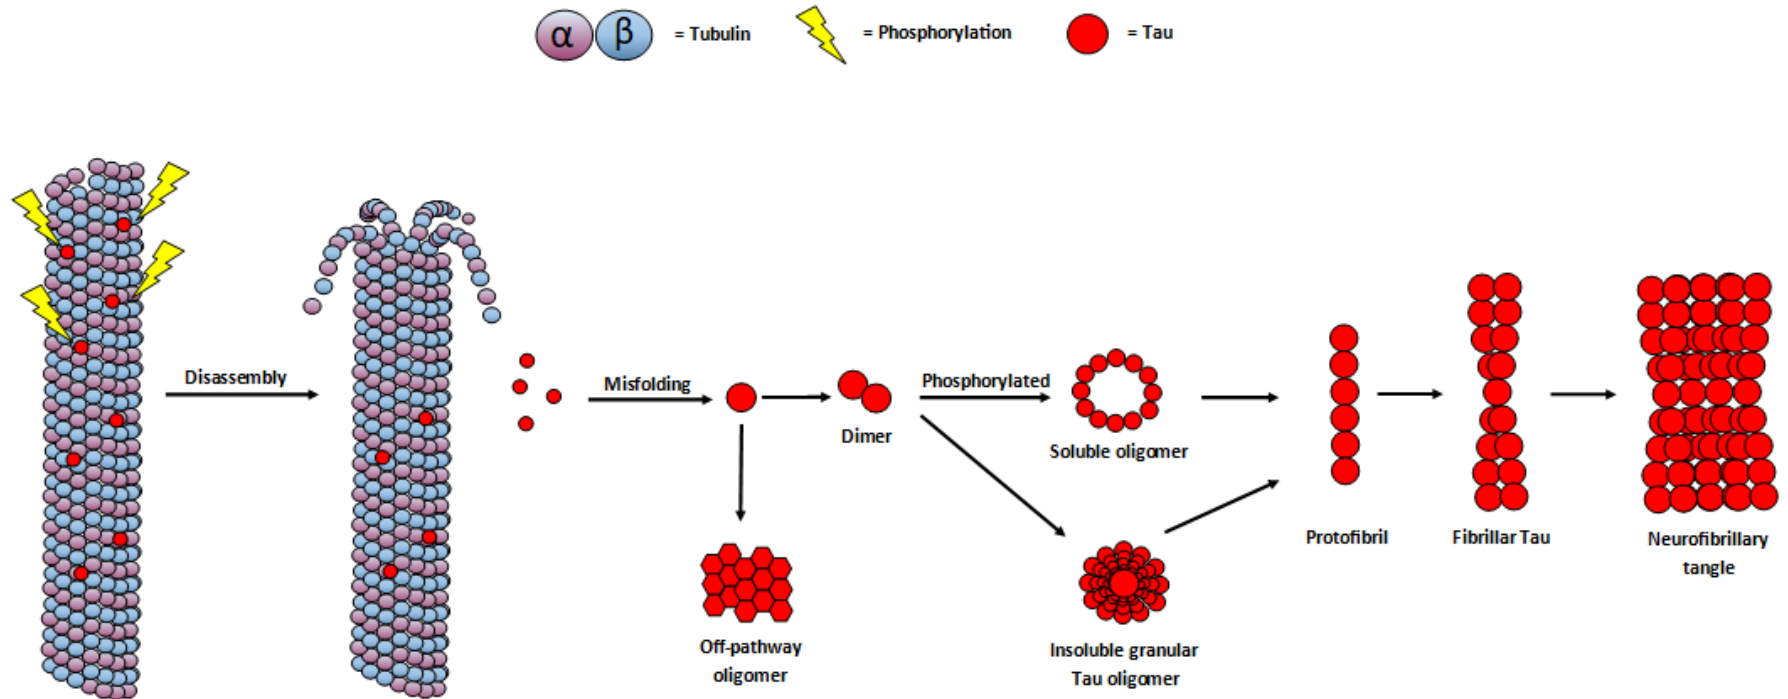 α β = Tubulin = Phosphorylation = Tau
Disassembly
Misfolding
Phosphorylated
Dimer
Soluble oligomer
Protofibril
Fibrillar Tau
Neurofibrillary
tangle
Off-pathway
oligomer
Insoluble granular
Tau oligomer